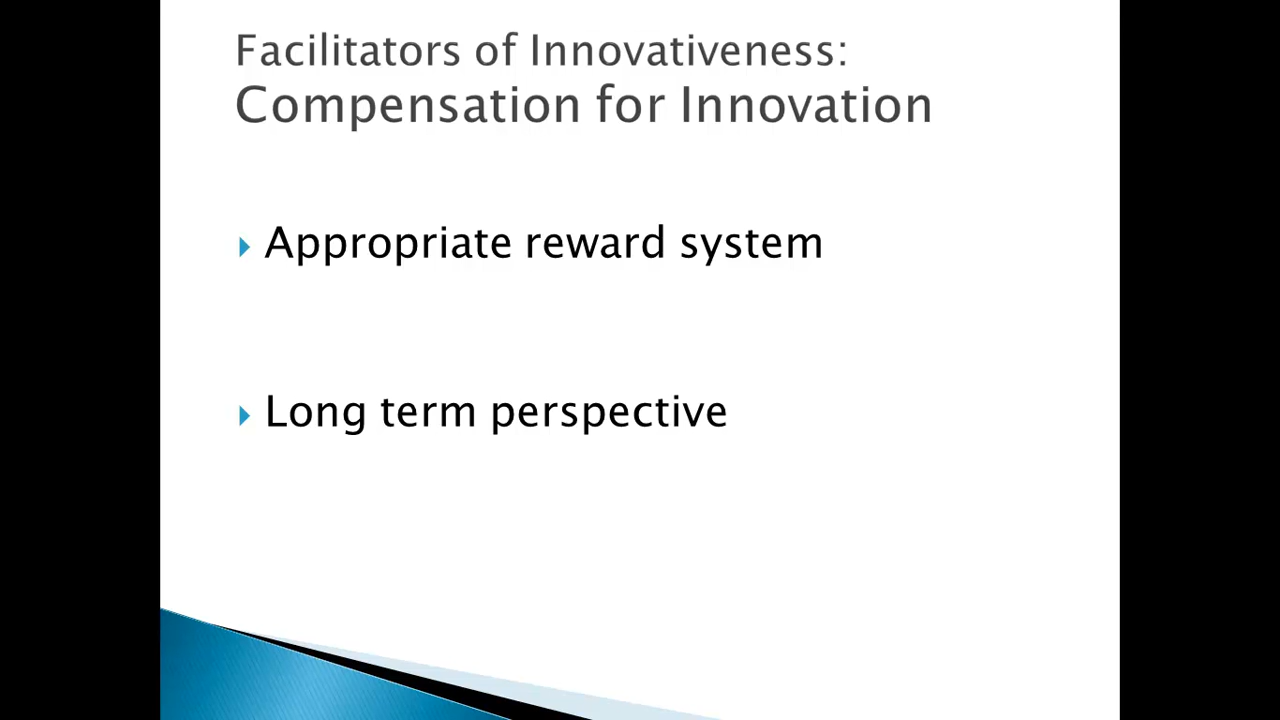 Facilitators of Innovativeness:
Compensation for Innovation
Appropriate reward system
Long term perspective